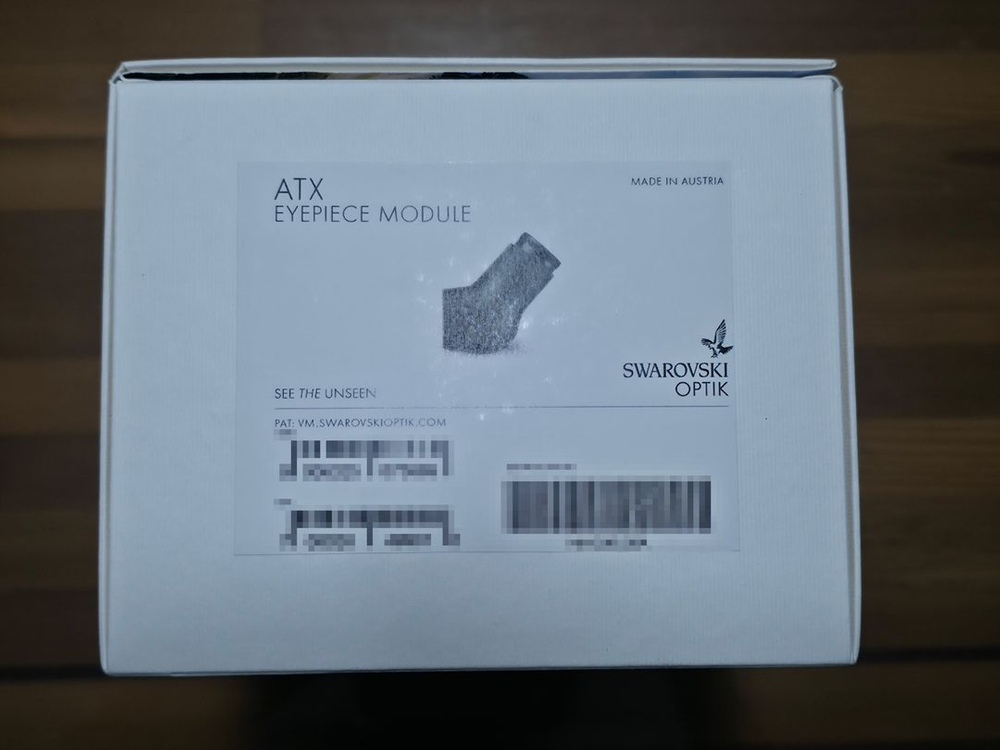 ATX
EYEPIECE MODULE
MADE IN AUSTRIA
SWAROVSKI
OPTIK
SEE THE UNSEEN
PAT: VM.SWAROVSKIOPTIK.COM